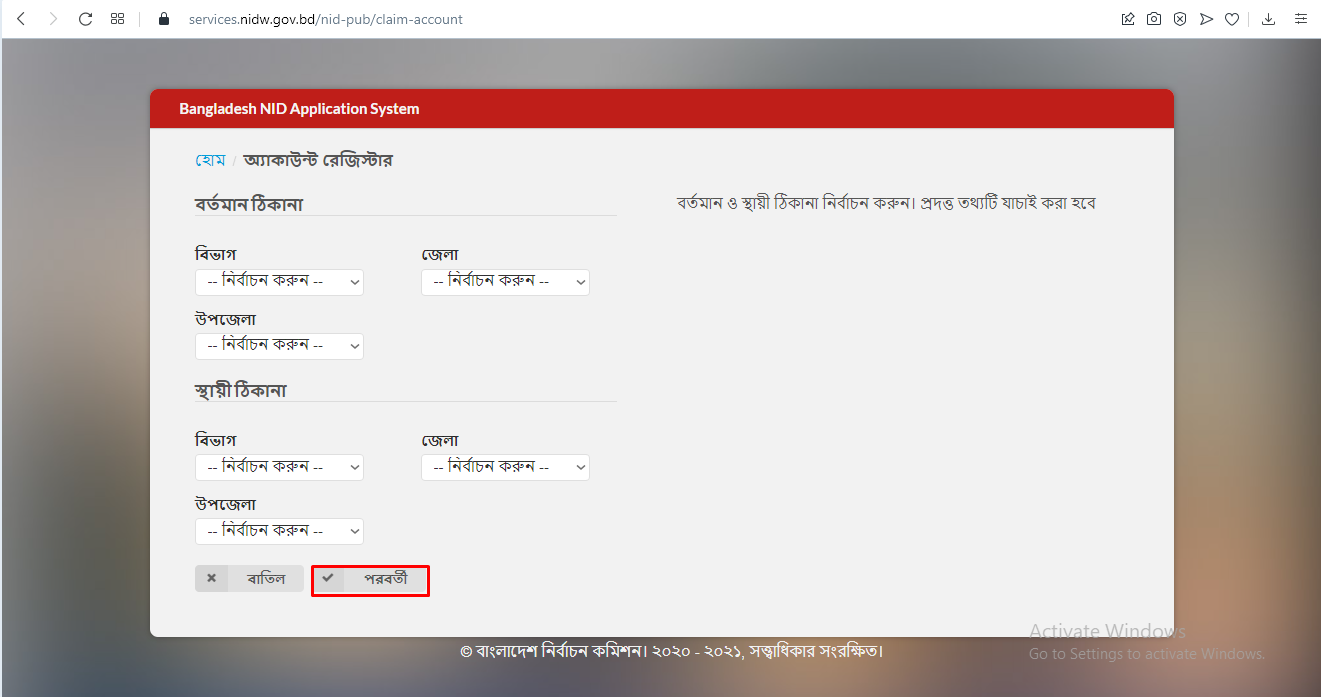 services.nidw.gov.bd/nid-pub/claim-account
Bangladesh NID Application System
হোম / অ্যাকাউন্ট রেজিস্টার
বর্তমান ঠিকানা
বর্তমান ও স্থায়ী ঠিকানা নির্বাচন করুন। প্রদত্ত তথ্যটি যাচাই করা হবে
বিভাগ জেলা
-- নির্বাচন করুন -- -- নির্বাচন করুন --
উপজেলা
-- নির্বাচন করুন --
স্থায়ী ঠিকানা
বিভাগ জেলা
-- নির্বাচন করুন -- -- নির্বাচন করুন --
উপজেলা
-- নির্বাচন করুন --
বাতিল পরবর্তী
© বাংলাদেশ নির্বাচন কমিশন। ২০২০ - ২০২১, সত্ত্বাধিকার সংরক্ষিত।
Activate Windows
Go to Settings to activate Windows.